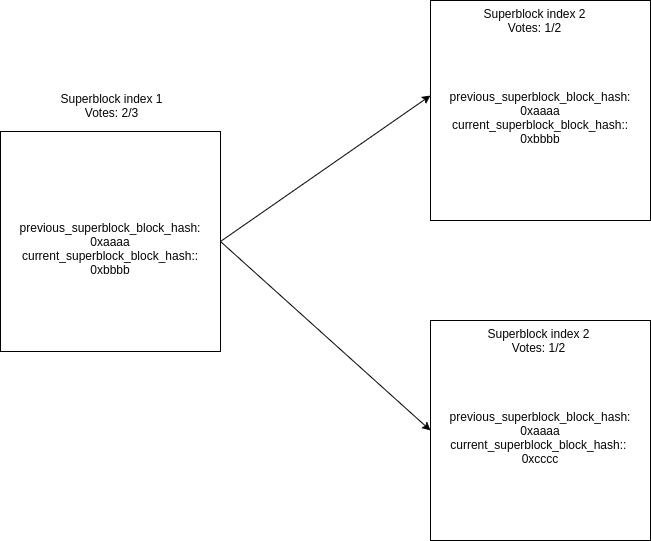 Superblock index 1
Votes: 2/3
previous_superblock_block_hash:
0xaaaa
current_superblock_block_hash::
0xbbbb
Superblock index 2
Votes: 1/2
previous_superblock_block_hash:
0xaaaa
current_superblock_block_hash::
0xbbbb
Superblock index 2
Votes: 1/2
previous_superblock_block_hash:
0xaaaa
current_superblock_block_hash::
0xcccc